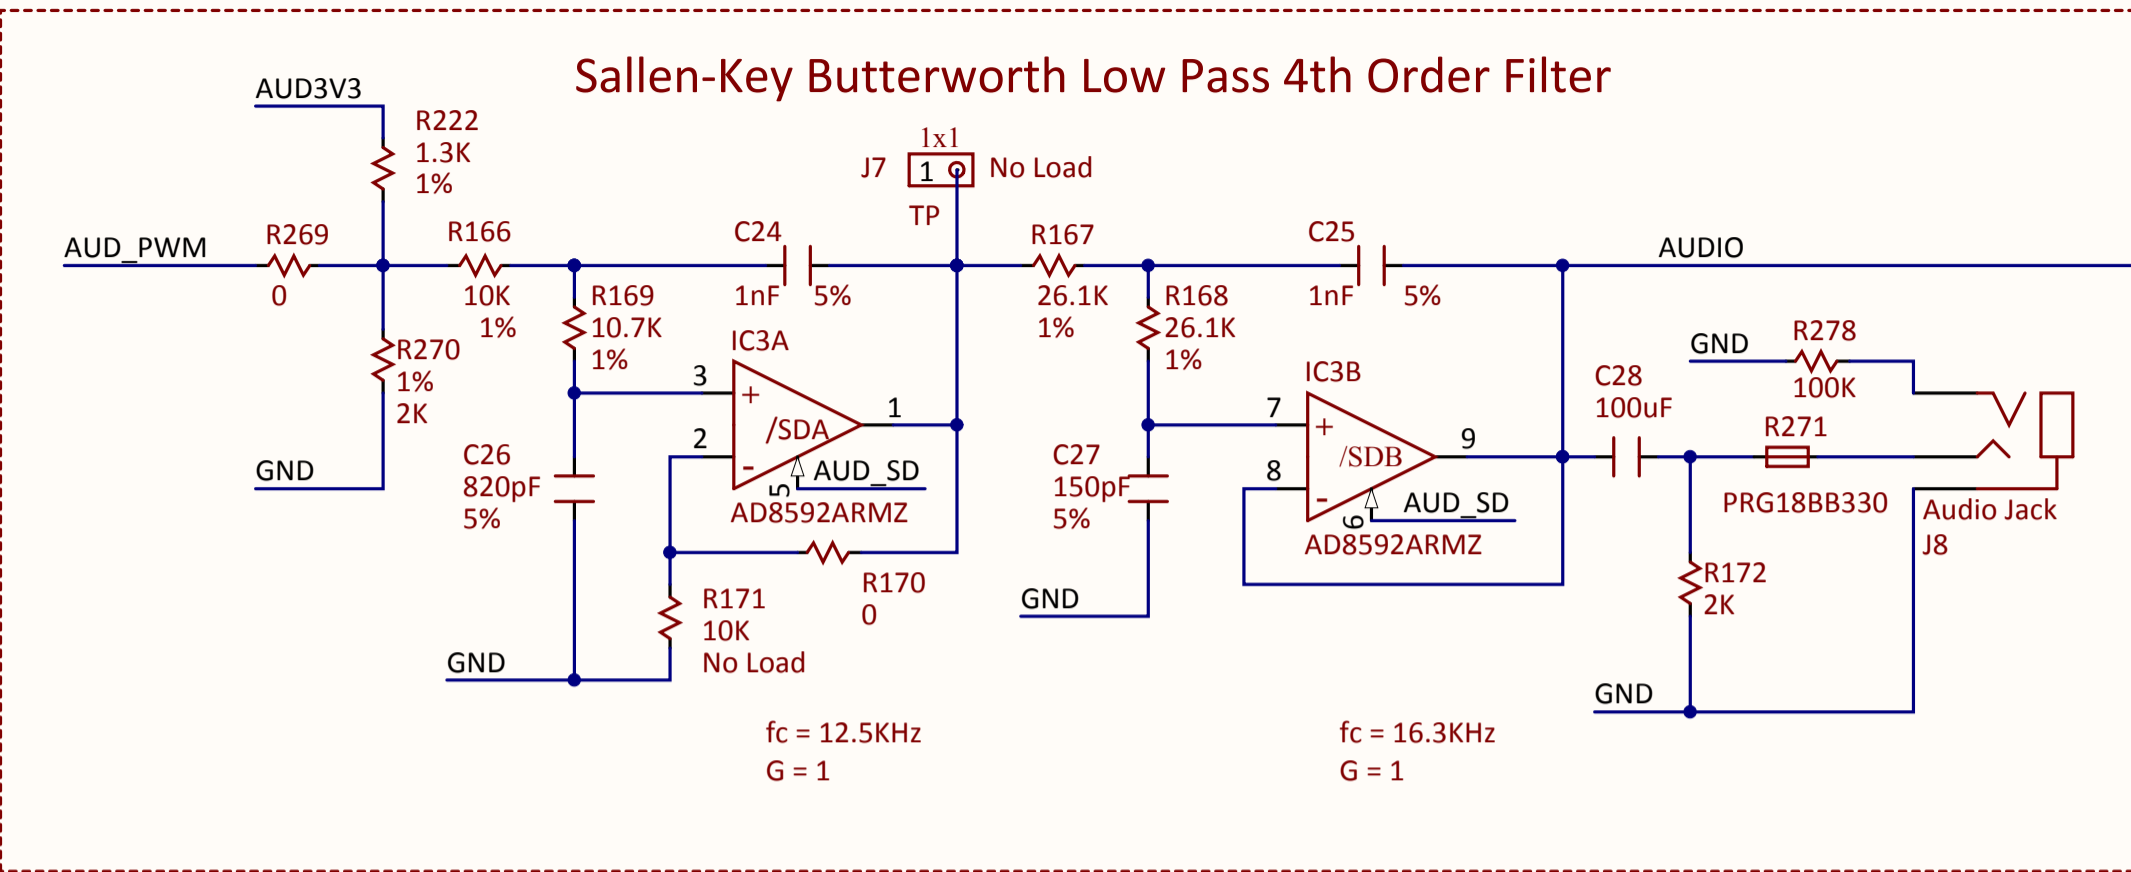 Sallen-Key Butterworth Low Pass 4th Order Filter
AUD3V3
R222
1.3K
1%
1x1
J7
1
No Load
TP
AUD_PWM
R269
0
R166
10K
1%
C24
1nF
5%
R167
26.1K
1%
C25
1nF
5%
AUDIO
R169
10.7K
1%
R168
26.1K
1%
R270
1%
2K
GND
IC3A
3
+
2
-
/SDA
1
5
AUD_SD
AD8592ARMZ
C26
820pF
5%
R170
0
R171
10K
No Load
GND
fc = 12.5KHz
G = 1
IC3B
7
+
8
-
/SDB
9
6
AUD_SD
AD8592ARMZ
C27
150pF
5%
GND
fc = 16.3KHz
G = 1
GND
R278
100K
C28
100uF
R271
PRG18BB330
Audio Jack
J8
R172
2K
GND